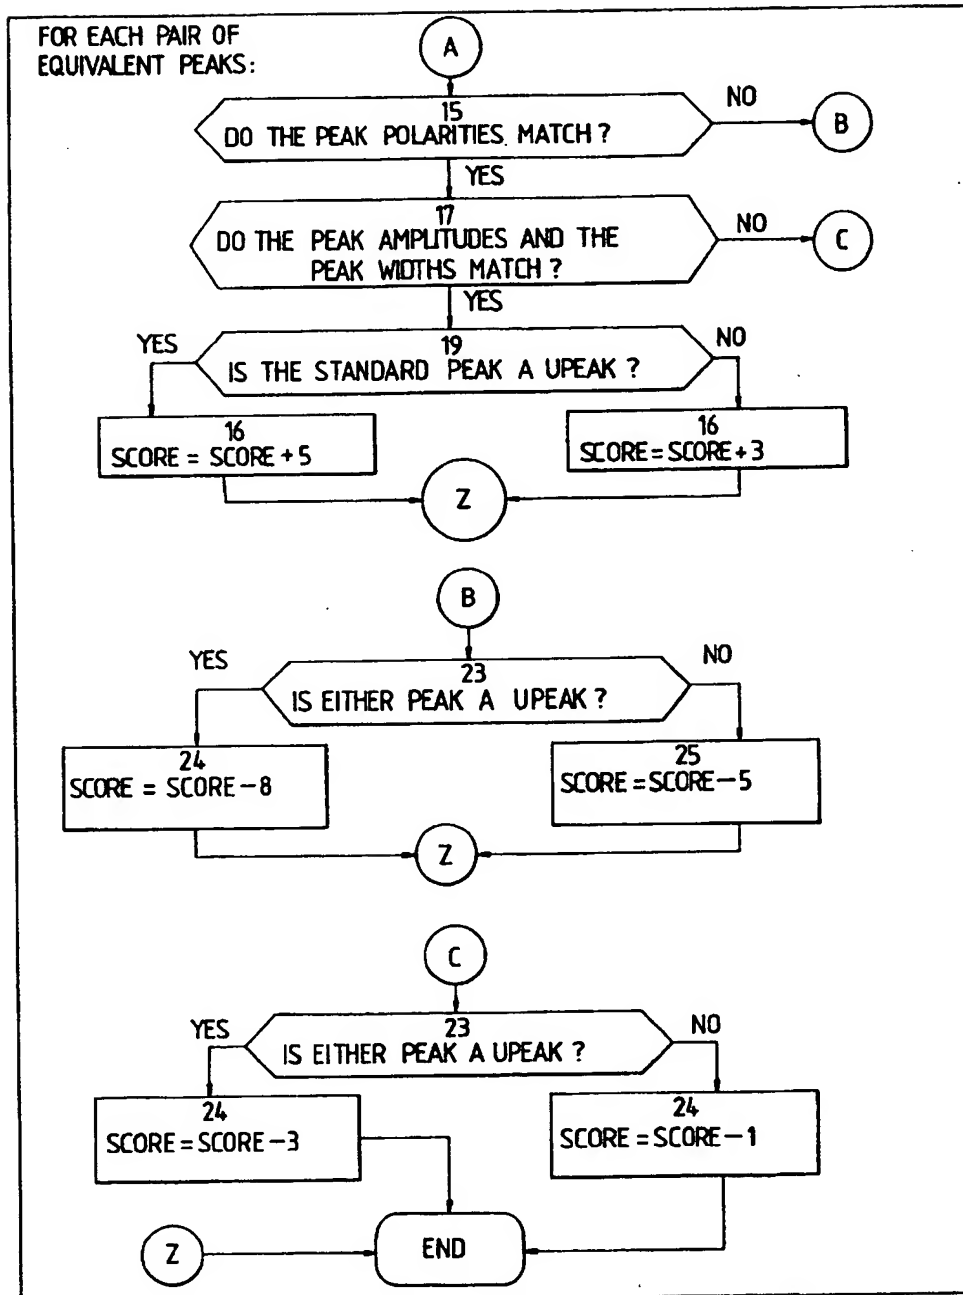 FOR EACH PAIR OF
EQUIVALENT PEAKS:
A
15
DO THE PEAK POLARITIES. MATCH ?
NO
B
YES
17
DO THE PEAK AMPLITUDES AND THE
PEAK WIDTHS MATCH ?
NO
C
YES
19
IS THE STANDARD PEAK A UPEAK ?
YES
NO
16
SCORE = SCORE + 5
16
SCORE = SCORE + 3
Z
B
23
IS EITHER PEAK A UPEAK ?
YES
NO
24
SCORE = SCORE - 8
25
SCORE = SCORE - 5
Z
C
23
IS EITHER PEAK A UPEAK ?
YES
NO
24
SCORE = SCORE - 3
24
SCORE = SCORE - 1
Z
END